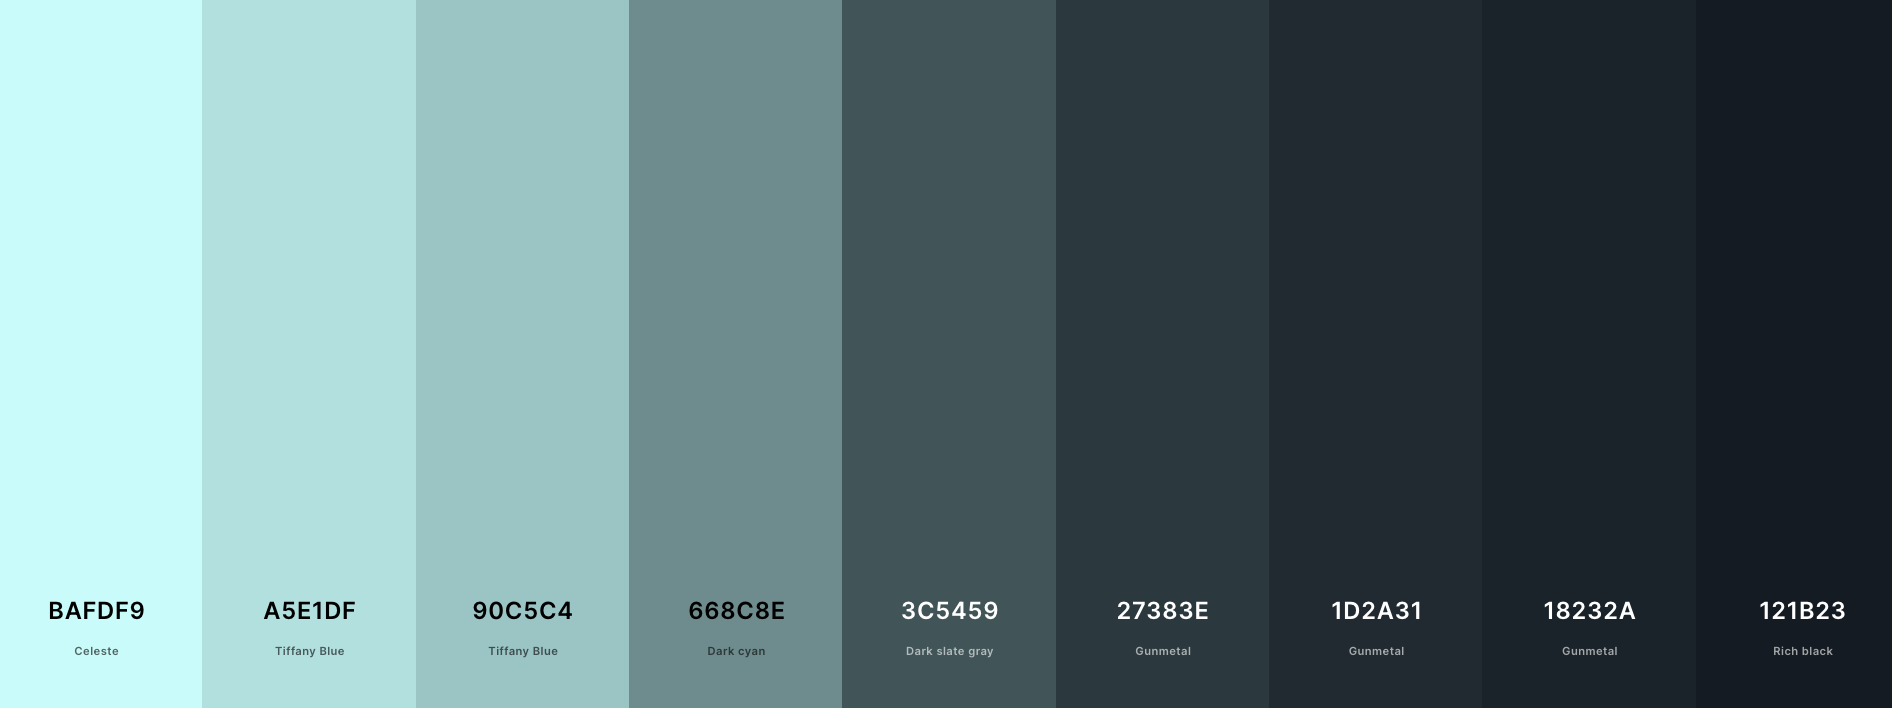 BAFDF9
Celeste
A5E1DF
Tiffany Blue
90C5C4
Tiffany Blue
668C8E
Dark cyan
3C5459
Dark slate gray
27383E
Gunmetal
1D2A31
Gunmetal
18232A
Gunmetal
121B23
Rich black